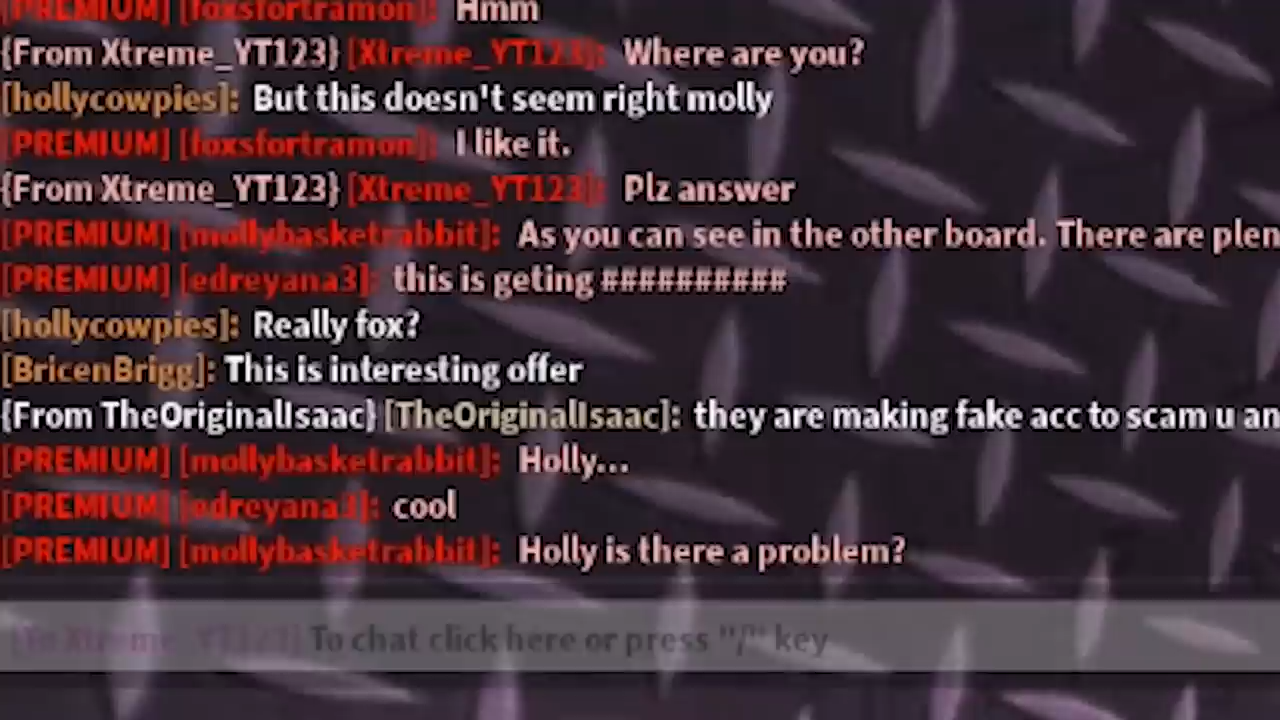 [PREMIUM] [foxsfortramon]: Hmm
{From Xtreme_YT123} [Xtreme_YT123]: Where are you?
[hollycowpies]: But this doesn't seem right molly
[PREMIUM] [foxsfortramon]: I like it.
{From Xtreme_YT123} [Xtreme_YT123]: Plz answer
[PREMIUM] [mollybasketrabbit]: As you can see in the other board. There are plen
[PREMIUM] [edreyana3]: this is geting ##########
[hollycowpies]: Really fox?
[BricenBrigg]: This is interesting offer
{From TheOriginalIsaac} [TheOriginalIsaac]: they are making fake acc to scam u an
[PREMIUM] [mollybasketrabbit]: Holly...
[PREMIUM] [edreyana3]: cool
[PREMIUM] [mollybasketrabbit]: Holly is there a problem?
[To Xtreme_YT123] To chat click here or press "/" key